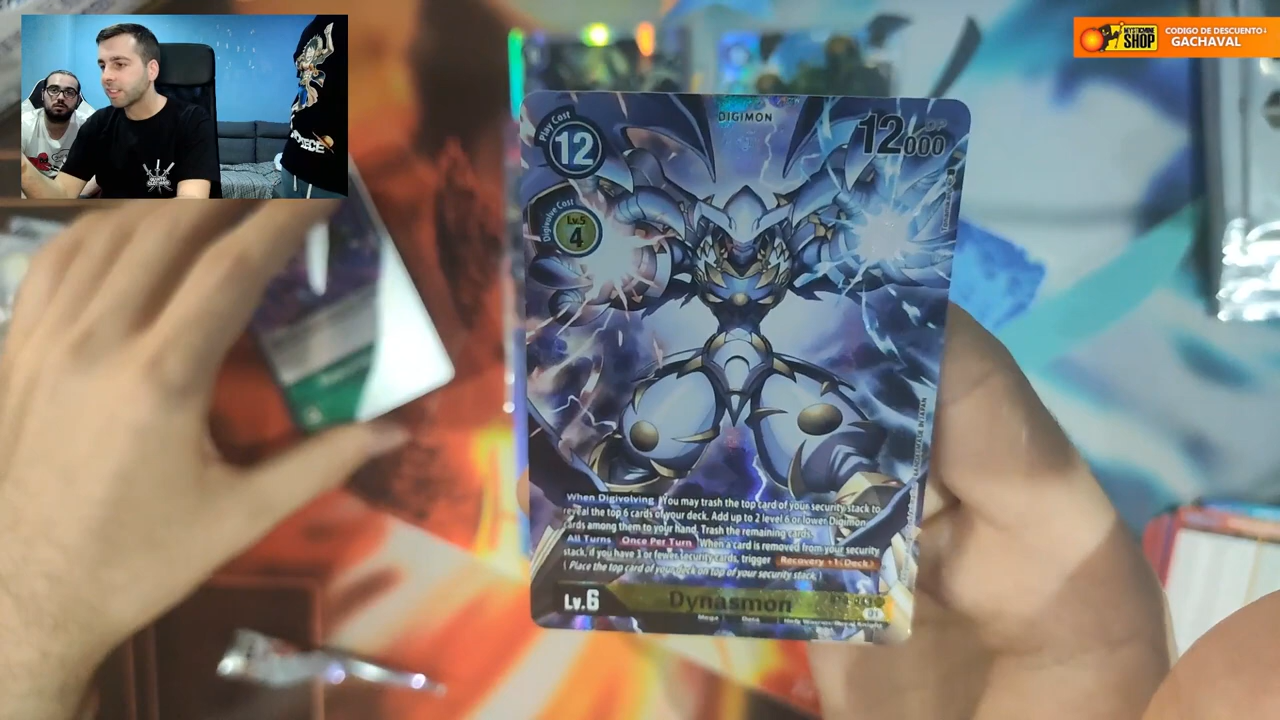 MYSTICMINE
SHOP
CODIGO DE DESCUENTO↓
GACHAVAL
DIGIMON
Play Cost
12
12000
DP
Digivolve Cost
Lv.5
4
When Digivolving You may trash the top card of your security stack to
reveal the top 6 cards of your deck. Add up to 2 level 6 or lower Digimon
cards among them to your hand. Trash the remaining cards.
All Turns Once Per Turn When a card is removed from your security
stack, if you have 3 or fewer security cards, trigger Recovery +1 (Deck)
(Place the top card of your deck on top of your security stack.)
Lv.6
Dynasmon
Mega Data Holy Warrior/Royal Knight